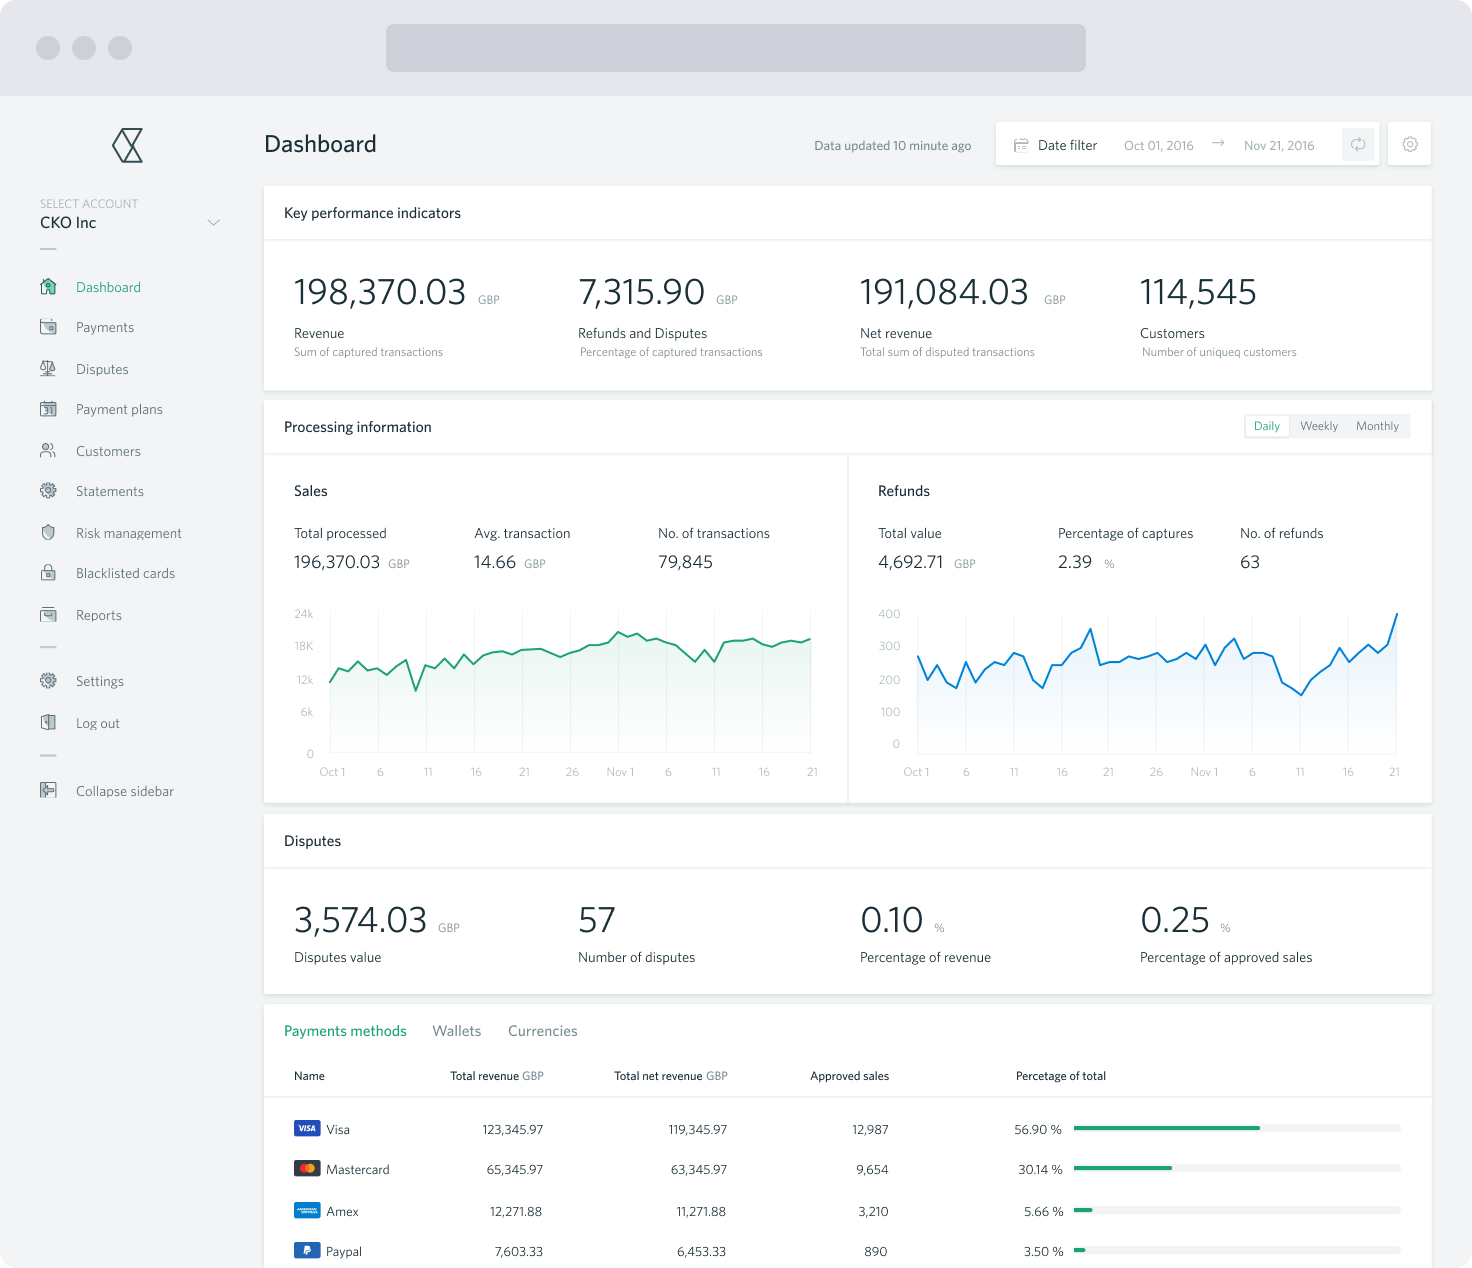 Dashboard
Data updated 10 minute ago
Date filter Oct 01, 2016 → Nov 21, 2016
SELECT ACCOUNT
CKO Inc
Dashboard
Payments
Disputes
Payment plans
31
Customers
Statements
Risk management
Blacklisted cards
Reports
Settings
Log out
Collapse sidebar
Key performance indicators
198,370.03 GBP
Revenue
Sum of captured transactions
7,315.90 GBP
Refunds and Disputes
Percentage of captured transactions
191,084.03 GBP
Net revenue
Total sum of disputed transactions
114,545
Customers
Number of uniqueq customers
Processing information
Daily Weekly Monthly
Sales
Total processed Avg. transaction No. of transactions
196,370.03 GBP 14.66 GBP 79,845
24k
18K
12k
6k
0
Oct 1 6 11 16 21 26 Nov 1 6 11 16 21
Refunds
Total value Percentage of captures No. of refunds
4,692.71 GBP 2.39 % 63
400
300
200
100
0
Oct 1 6 11 16 21 26 Nov 1 6 11 16 21
Disputes
3,574.03 GBP 57 0.10 % 0.25 %
Disputes value Number of disputes Percentage of revenue Percentage of approved sales
Payments methods Wallets Currencies
Name Total revenue GBP Total net revenue GBP Approved sales Percetage of total
VISA Visa 123,345.97 119,345.97 12,987 56.90 %
Mastercard 65,345.97 63,345.97 9,654 30.14 %
AMERICAN EXPRESS Amex 12,271.88 11,271.88 3,210 5.66 %
Paypal 7,603.33 6,453.33 890 3.50 %